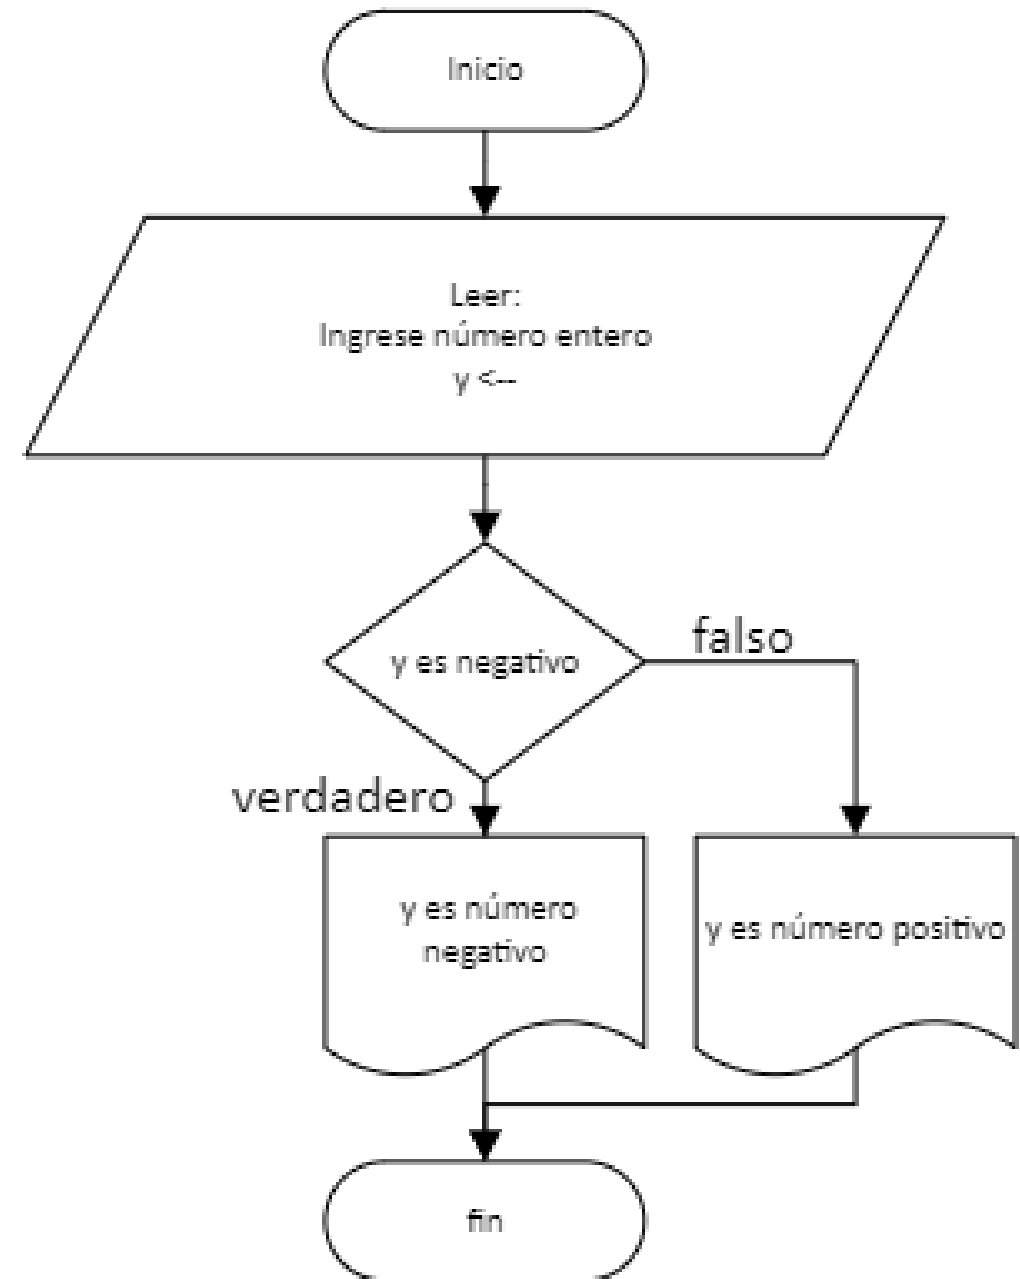 Inicio
Leer:
Ingrese número entero
y <--
y es negativo
falso
verdadero
y es número
negativo
y es número positivo
fin